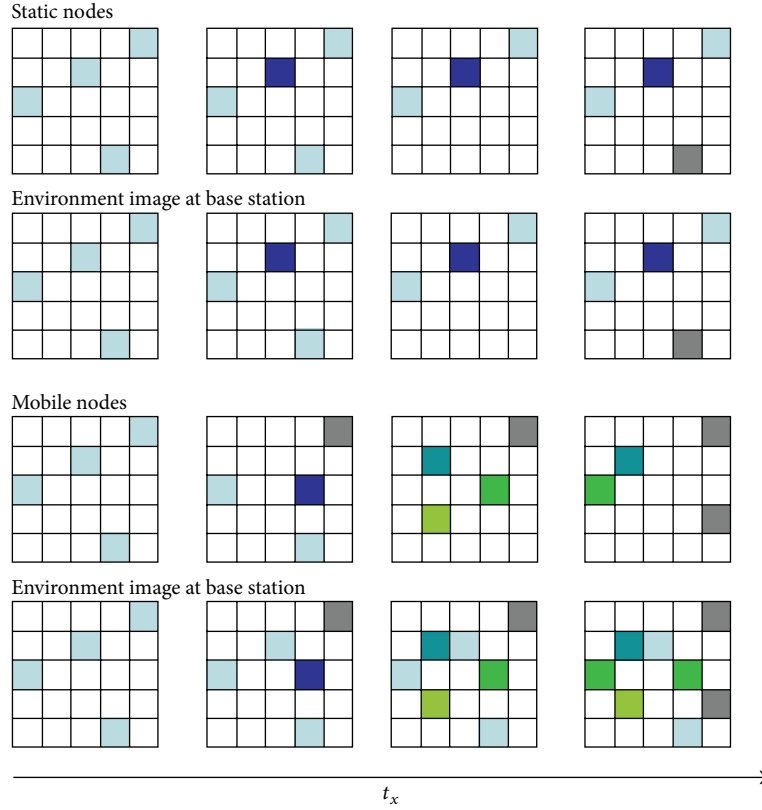 Static nodes
Environment image at base station
Mobile nodes
Environment image at base station
t_x